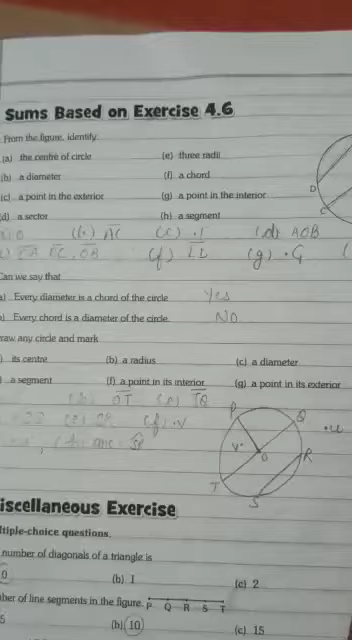 Sums Based on Exercise 4.6
From the figure, identify
(a) the centre of circle (e) three radii
(b) a diameter (f) a chord
(c) a point in the exterior (g) a point in the interior
(d) a sector (h) a segment
O (b) AC (c) . (d) AOB
OA OC, OB (f) LD (g) .G
Can we say that
Every diameter is a chord of the circle Yes
Every chord is a diameter of the circle. NO
raw any circle and mark
its centre (b) a radius (c) a diameter
a segment (f) a point in its interior (g) a point in its exterior
(b) OT (c) TQ
(f) .V
P Q .U
V. O R
T S
iscellaneous Exercise
ltiple-choice questions.
number of diagonals of a triangle is
0 (b) 1 (c) 2
ber of line segments in the figure. P Q R S T
5 (b) 10 (c) 15
D
C